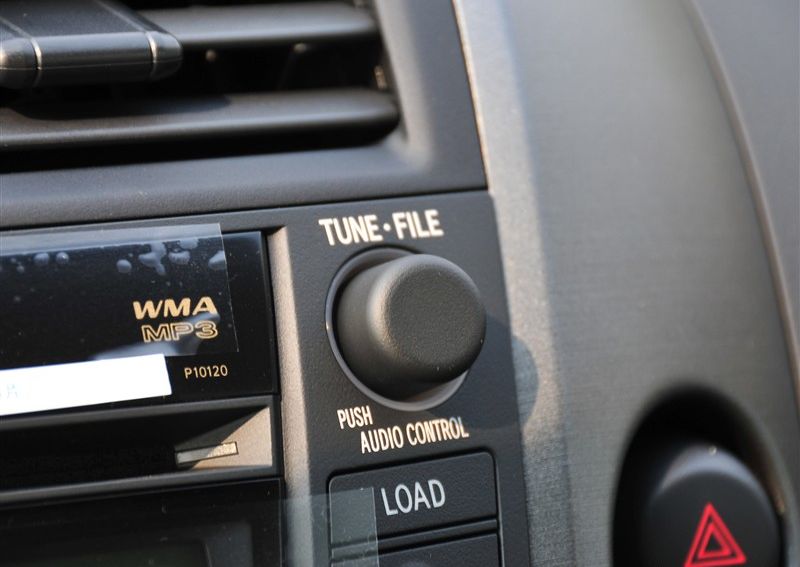 TUNE·FILE
WMA
MP3
P10120
PUSH
AUDIO CONTROL
LOAD